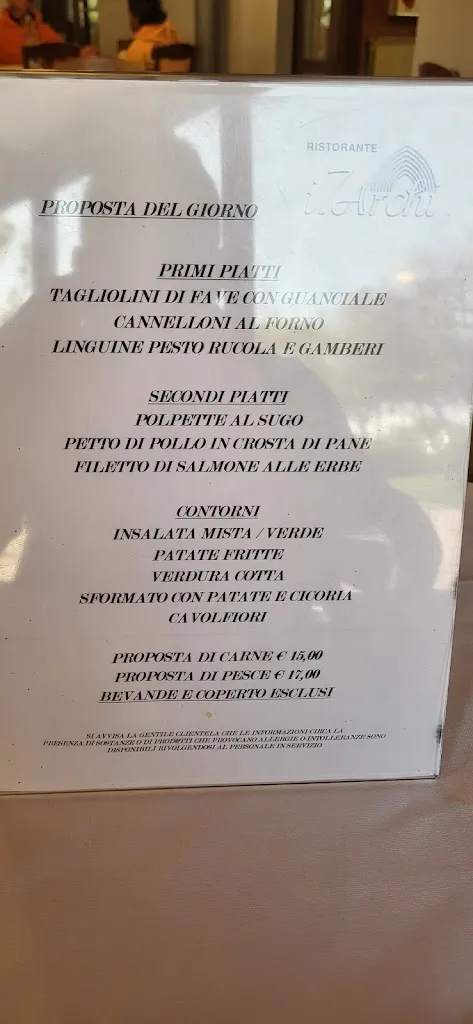 RISTORANTE
i 7 Archi
PROPOSTA DEL GIORNO
PRIMI PIATTI
TAGLIOLINI DI FAVE CON GUANCIALE
CANNELLONI AL FORNO
LINGUINE PESTO RUCOLA E GAMBERI
SECONDI PIATTI
POLPETTE AL SUGO
PETTO DI POLLO IN CROSTA DI PANE
FILETTO DI SALMONE ALLE ERBE
CONTORNI
INSALATA MISTA / VERDE
PATATE FRITTE
VERDURA COTTA
SFORMATO CON PATATE E CICORIA
CAVOLFIORI
PROPOSTA DI CARNE € 15,00
PROPOSTA DI PESCE € 17,00
BEVANDE E COPERTO ESCLUSI
SI AVVISA LA GENTILE CLIENTELA CHE LE INFORMAZIONI CIRCA LA
PRESENZA DI SOSTANZE O DI PRODOTTI CHE PROVOCANO ALLERGIE O INTOLLERANZE SONO
DISPONIBILI RIVOLGENDOSI AL PERSONALE IN SERVIZIO